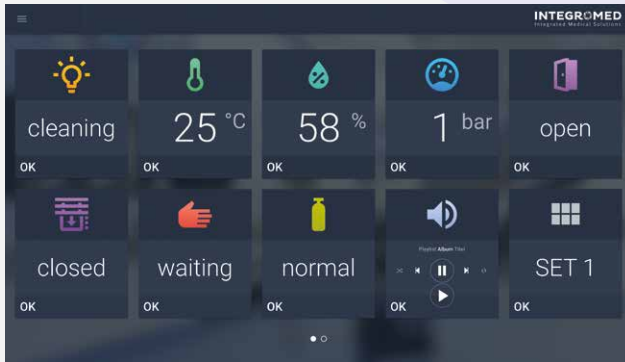 INTEGROMED
Integrated Medical Solutions
cleaning
25 °C
58 %
1 bar
open
OK
OK
OK
OK
OK
closed
waiting
normal
Playlist Album Titel
SET 1
OK
OK
OK
OK
OK